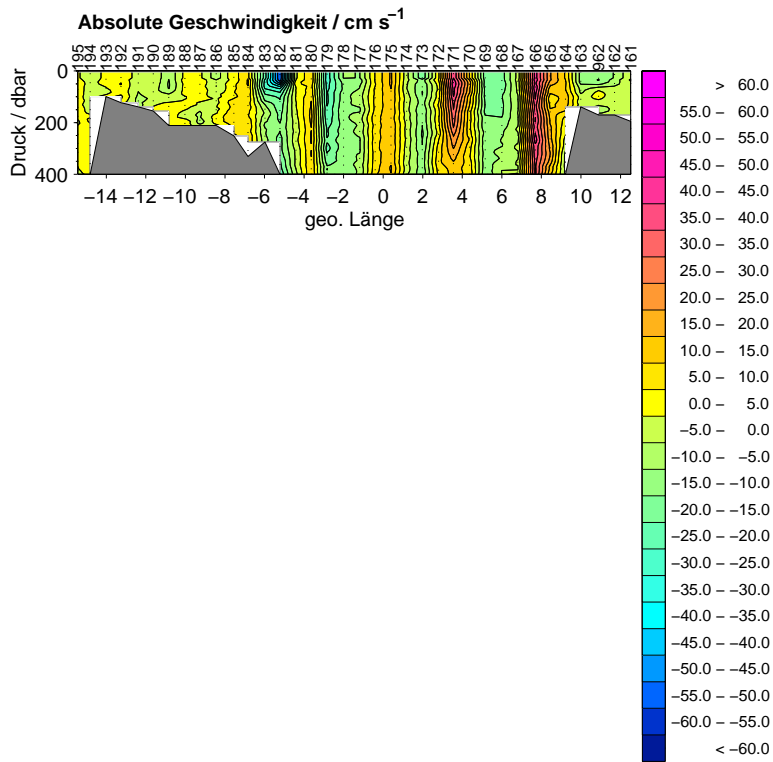 Absolute Geschwindigkeit / cm s−1
195 194 193 192 191 190 189 188 187 186 185 184 183 182 181 180 179 178 177 176 175 174 173 172 171 170 169 168 167 166 165 164 163 962 162 161
0
200
400
Druck / dbar
−14 −12 −10 −8 −6 −4 −2 0 2 4 6 8 10 12
geo. Länge
> 60.0
55.0 – 60.0
50.0 – 55.0
45.0 – 50.0
40.0 – 45.0
35.0 – 40.0
30.0 – 35.0
25.0 – 30.0
20.0 – 25.0
15.0 – 20.0
10.0 – 15.0
5.0 – 10.0
0.0 – 5.0
−5.0 – 0.0
−10.0 – −5.0
−15.0 – −10.0
−20.0 – −15.0
−25.0 – −20.0
−30.0 – −25.0
−35.0 – −30.0
−40.0 – −35.0
−45.0 – −40.0
−50.0 – −45.0
−55.0 – −50.0
−60.0 – −55.0
< −60.0